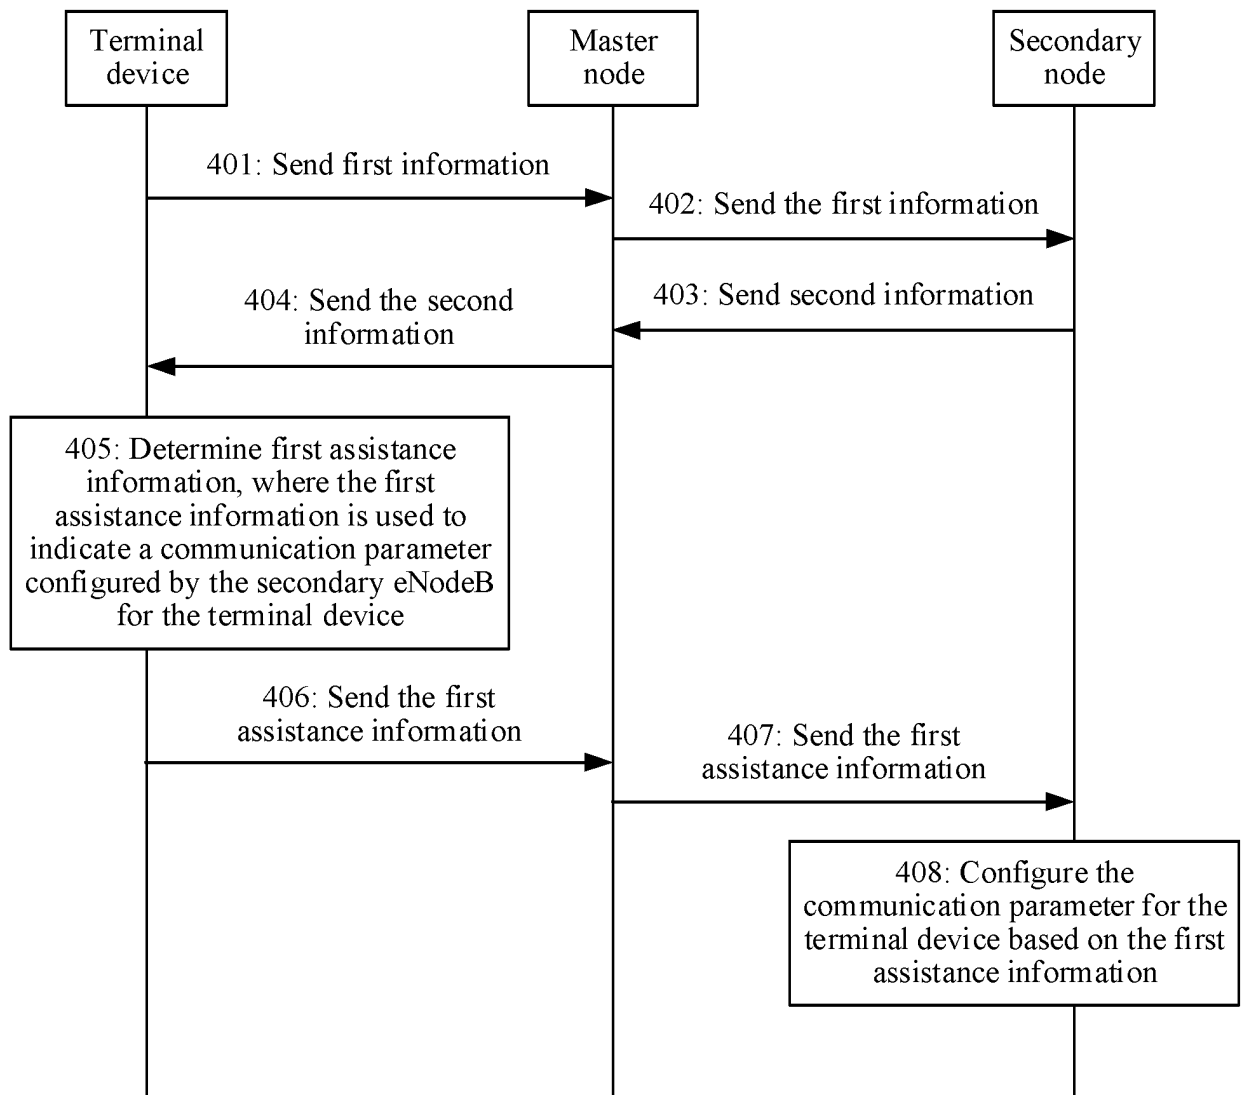 Terminal
device
Master
node
Secondary
node
401: Send first information
402: Send the first information
403: Send second information
404: Send the second
information
405: Determine first assistance
information, where the first
assistance information is used to
indicate a communication parameter
configured by the secondary eNodeB
for the terminal device
406: Send the first
assistance information
407: Send the first
assistance information
408: Configure the
communication parameter for the
terminal device based on the first
assistance information